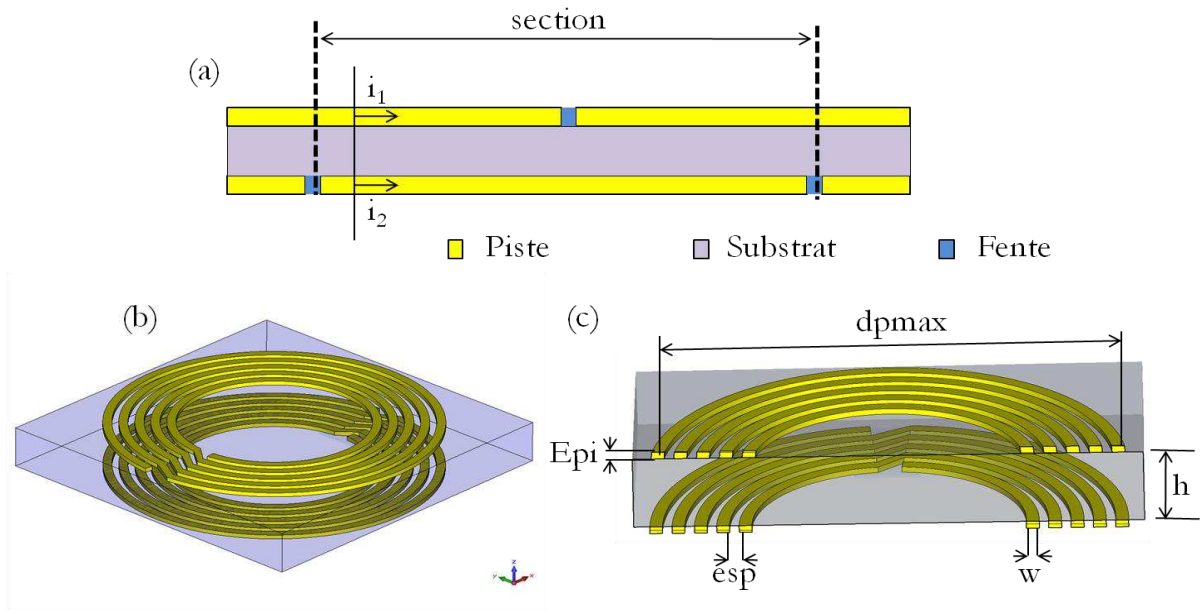 section
(a)
i1
i2
Piste
Substrat
Fente
(b)
z
y
x
(c)
dpmax
Epi
h
esp
w